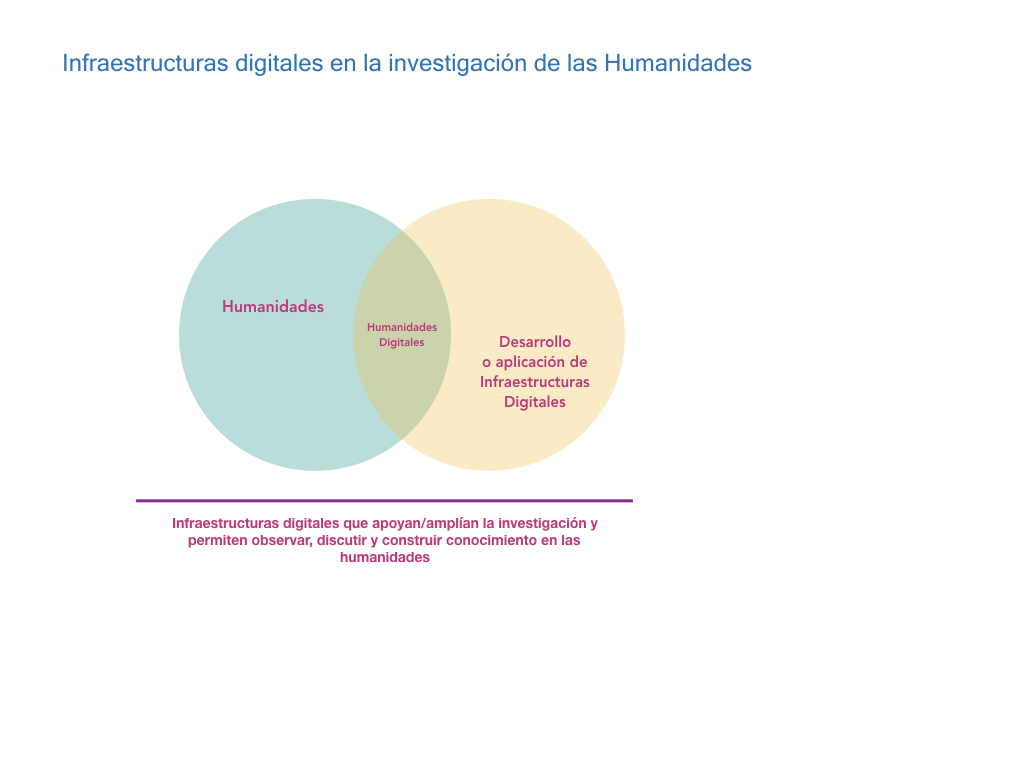 Infraestructuras digitales en la investigación de las Humanidades
Humanidades
Humanidades
Digitales
Desarrollo
o aplicación de
Infraestructuras
Digitales
Infraestructuras digitales que apoyan/amplían la investigación y
permiten observar, discutir y construir conocimiento en las
humanidades